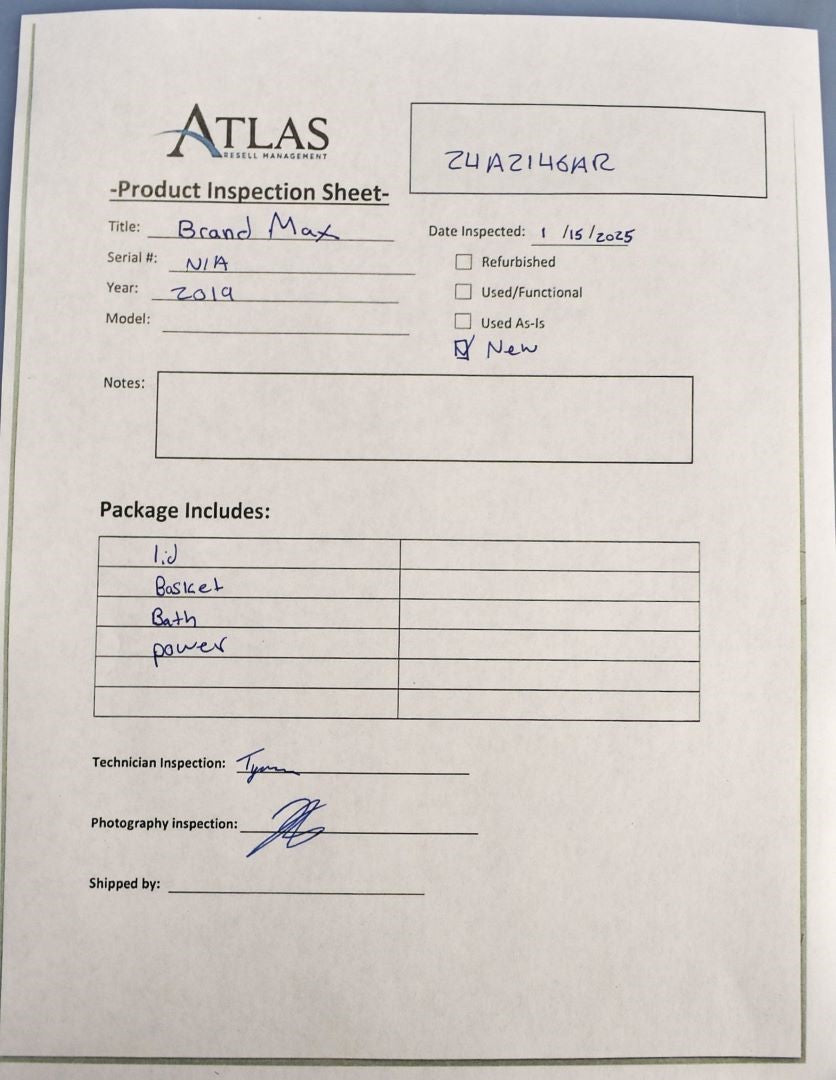 ATLAS
RESELL MANAGEMENT
24A2146AR
-Product Inspection Sheet-
Title: Brand Max
Date Inspected: 1/15/2025
Serial #: N/A
Refurbished
Year: 2019
Used/Functional
Model:
Used As-Is
New
Notes:
Package Includes:
lid
Basket
Bath
power
Technician Inspection:
Photography inspection:
Shipped by: